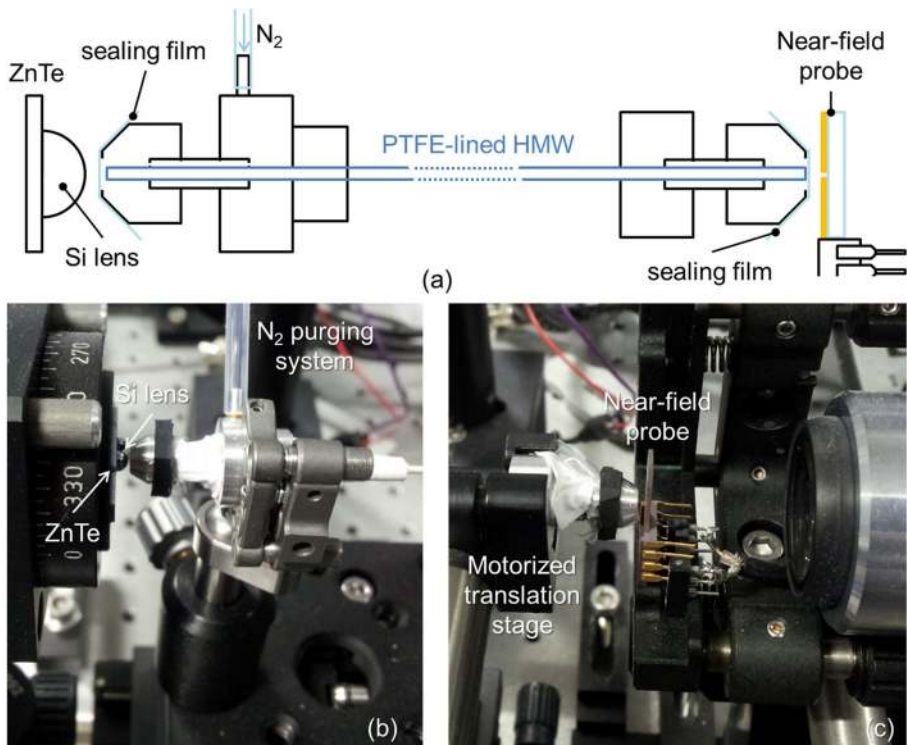 sealing film
N2
ZnTe
Near-field
probe
PTFE-lined HMW
Si lens
sealing film
(a)
N2 purging
system
270
Si lens
330
ZnTe
0
(b)
Near-field
probe
Motorized
translation
stage
(c)